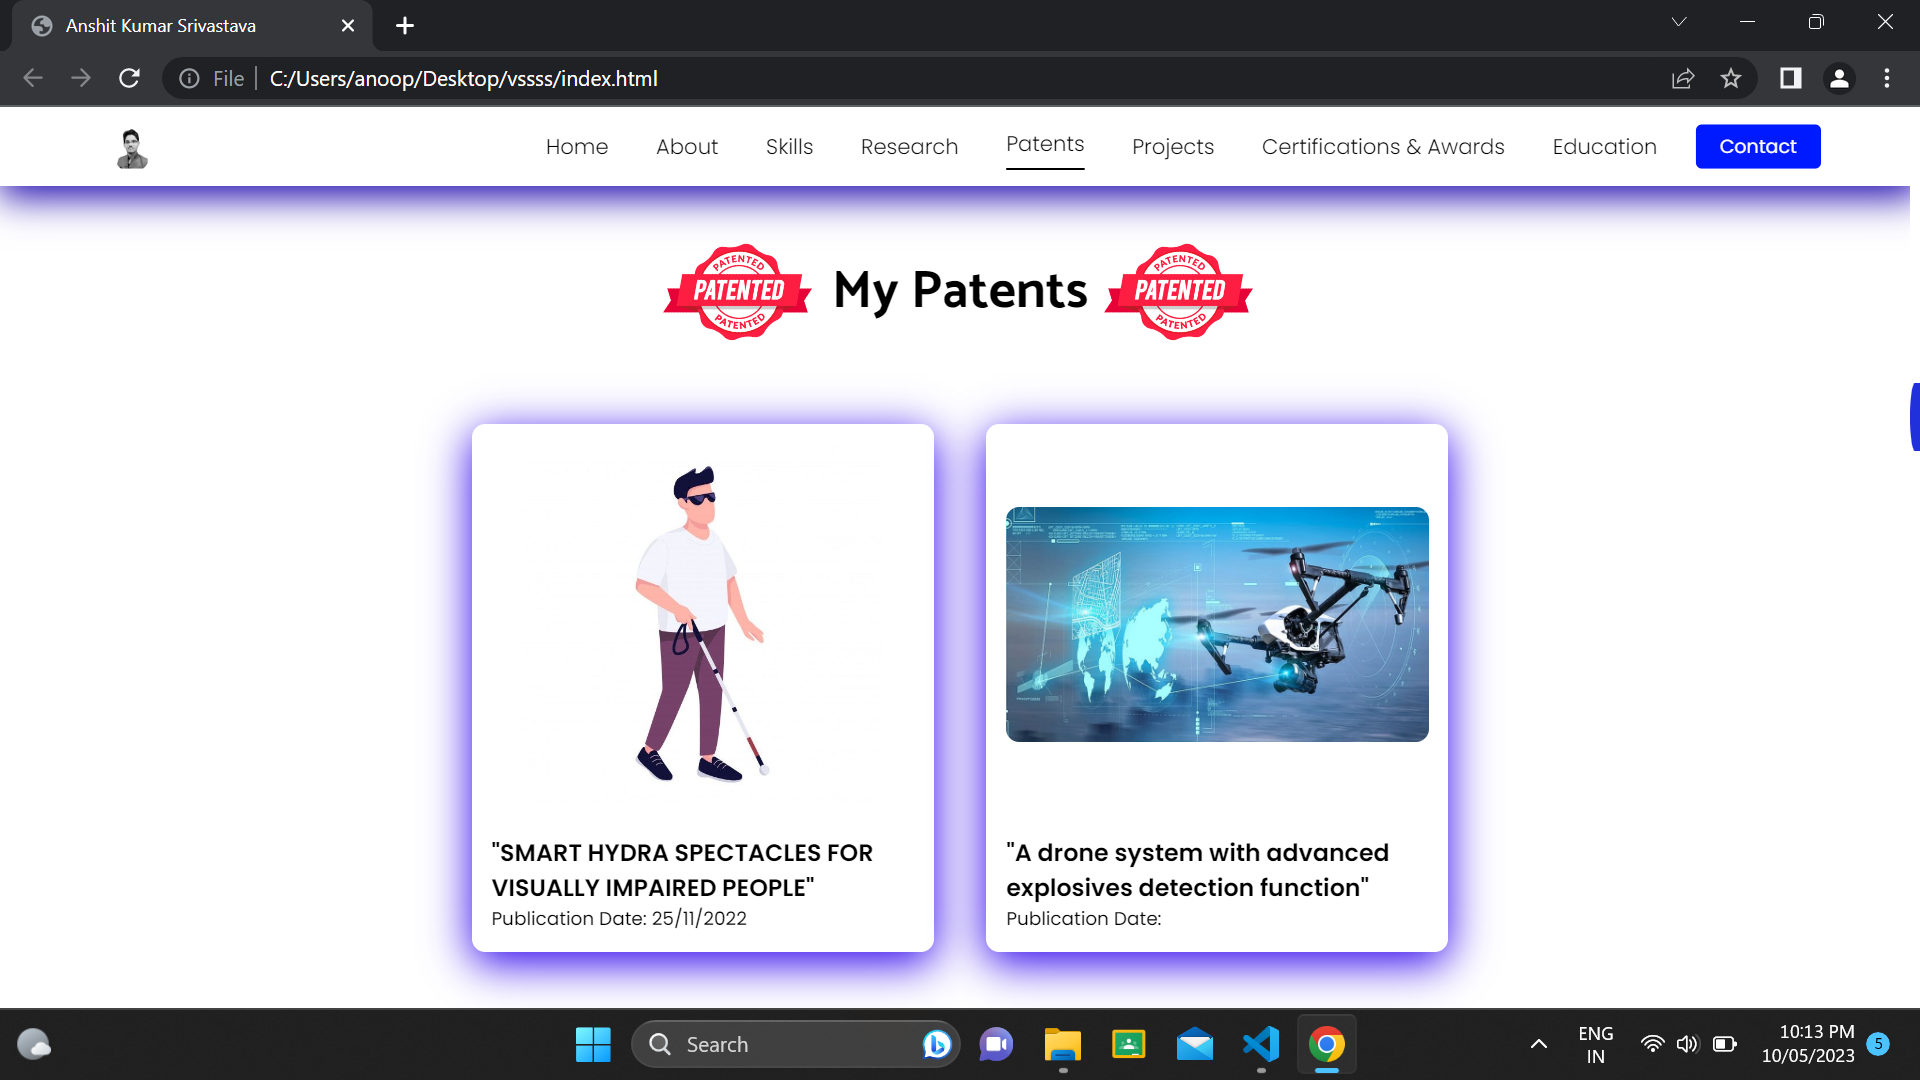 Anshit Kumar Srivastava
File
C:/Users/anoop/Desktop/vssss/index.html
Home
About
Skills
Research
Patents
Projects
Certifications & Awards
Education
Contact
PATENTED
PATENTED
PATENTED
My Patents
PATENTED
PATENTED
PATENTED
"SMART HYDRA SPECTACLES FOR
VISUALLY IMPAIRED PEOPLE"
Publication Date: 25/11/2022
"A drone system with advanced
explosives detection function"
Publication Date:
Search
ENG
IN
10:13 PM
10/05/2023
5